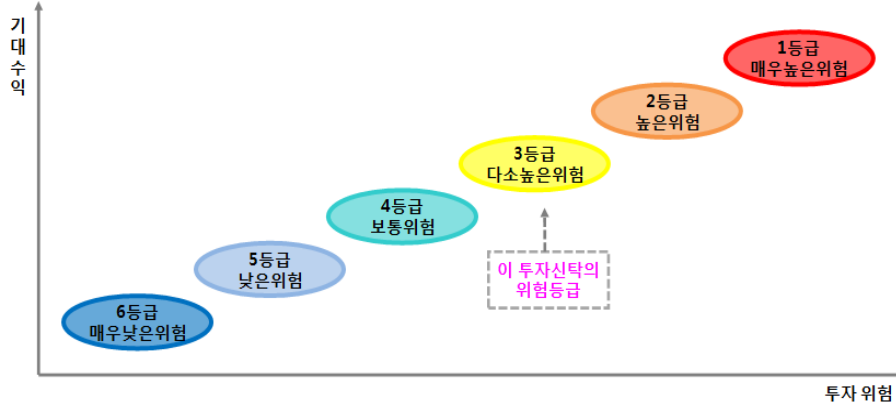 기대수익
1등급
매우높은위험
2등급
높은위험
3등급
다소높은위험
4등급
보통위험
이 투자신탁의
위험등급
5등급
낮은위험
6등급
매우낮은위험
투자 위험